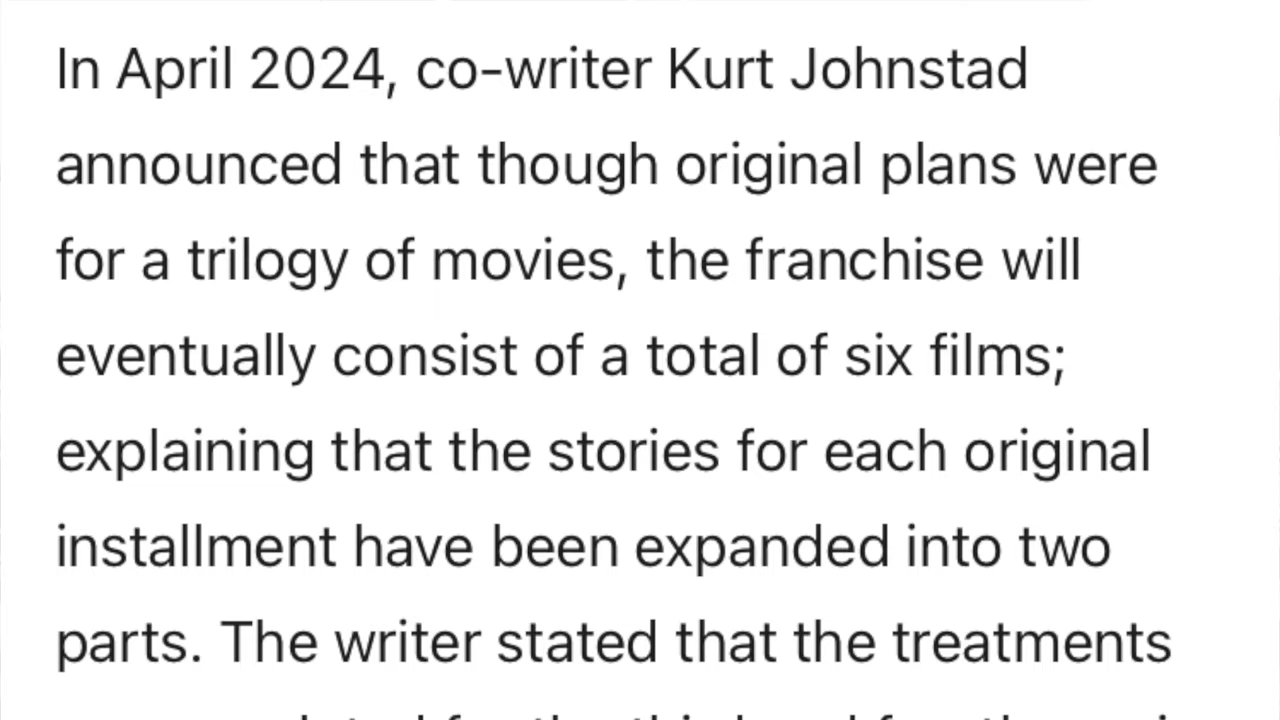 In April 2024, co-writer Kurt Johnstad
announced that though original plans were
for a trilogy of movies, the franchise will
eventually consist of a total of six films;
explaining that the stories for each original
installment have been expanded into two
parts. The writer stated that the treatments